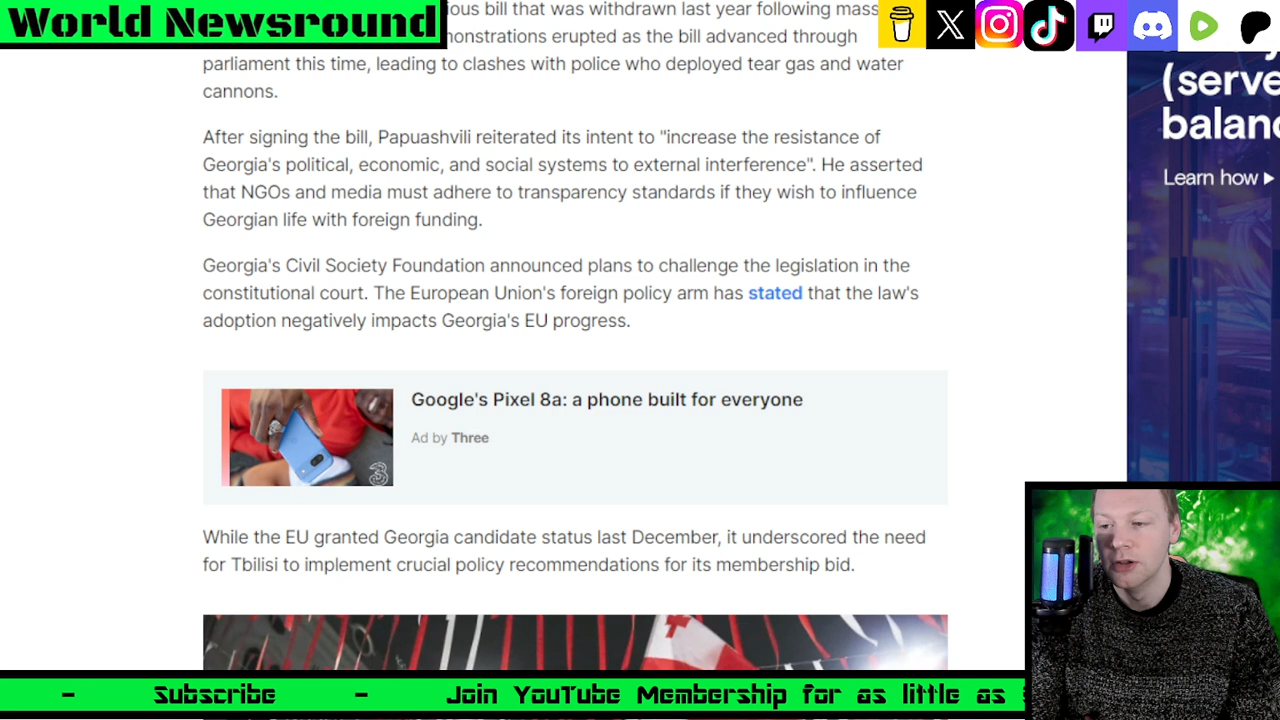 World Newsround
ious bill that was withdrawn last year following mass
onstrations erupted as the bill advanced through
parliament this time, leading to clashes with police who deployed tear gas and water
cannons.
After signing the bill, Papuashvili reiterated its intent to "increase the resistance of
Georgia's political, economic, and social systems to external interference". He asserted
that NGOs and media must adhere to transparency standards if they wish to influence
Georgian life with foreign funding.
Georgia's Civil Society Foundation announced plans to challenge the legislation in the
constitutional court. The European Union's foreign policy arm has stated that the law's
adoption negatively impacts Georgia's EU progress.
Google's Pixel 8a: a phone built for everyone
Ad by Three
While the EU granted Georgia candidate status last December, it underscored the need
for Tbilisi to implement crucial policy recommendations for its membership bid.
(serve
balanc
Learn how
- Subscribe - Join YouTube Membership for as little as